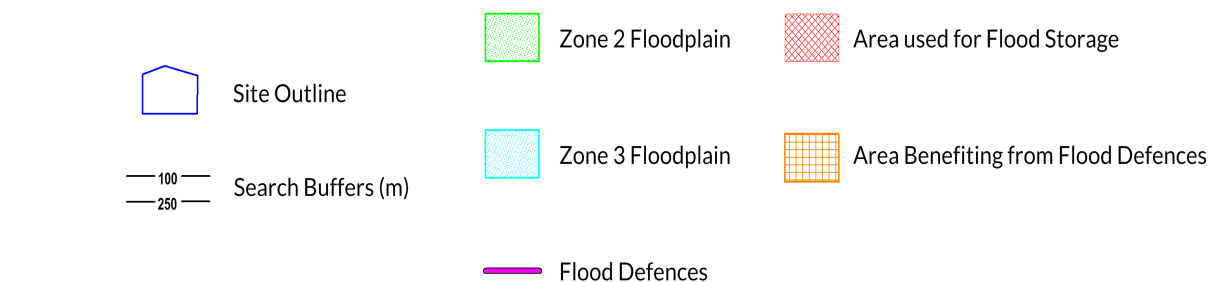 Site Outline
100
250
Search Buffers (m)
Zone 2 Floodplain
Zone 3 Floodplain
Flood Defences
Area used for Flood Storage
Area Benefiting from Flood Defences